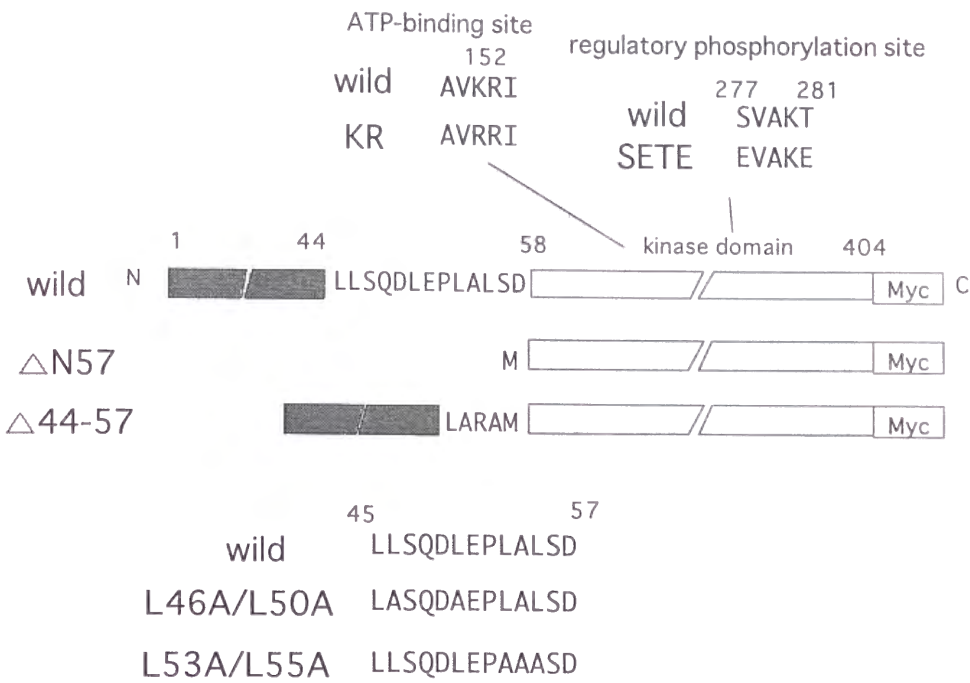 ATP-binding site
152
wild AVKRI
KR AVRRI
regulatory phosphorylation site
277 281
wild SVAKT
SETE EVAKE
1 44 58 kinase domain 404
wild N LLSQDLEPLALSD Myc C
△N57 M Myc
△44-57 LARAM Myc
45 57
wild LLSQDLEPLALSD
L46A/L50A LASQDAEPLALSD
L53A/L55A LLSQDLEPAAASD